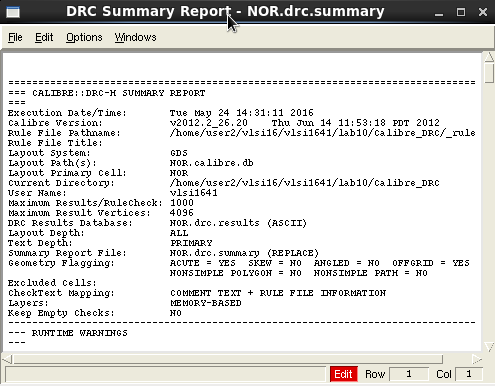 DRC Summary Report - NOR.drc.summary
File Edit Options Windows
==================================================================================
=== CALIBRE::DRC-H SUMMARY REPORT
===
Execution Date/Time: Tue May 24 14:31:11 2016
Calibre Version: v2012.2_26.20 Thu Jun 14 11:53:18 PDT 2012
Rule File Pathname: /home/user2/vlsi16/vlsi1641/lab10/Calibre_DRC/_rule
Rule File Title:
Layout System: GDS
Layout Path(s): NOR.calibre.db
Layout Primary Cell: NOR
Current Directory: /home/user2/vlsi16/vlsi1641/lab10/Calibre_DRC
User Name: vlsi1641
Maximum Results/RuleCheck: 1000
Maximum Result Vertices: 4096
DRC Results Database: NOR.drc.results (ASCII)
Layout Depth: ALL
Text Depth: PRIMARY
Summary Report File: NOR.drc.summary (REPLACE)
Geometry Flagging: ACUTE = YES SKEW = NO ANGLED = NO OFFGRID = YES
NONSIMPLE POLYGON = NO NONSIMPLE PATH = NO
Excluded Cells:
CheckText Mapping: COMMENT TEXT + RULE FILE INFORMATION
Layers: MEMORY-BASED
Keep Empty Checks: NO
----------------------------------------------------------------------------------
--- RUNTIME WARNINGS
---
Edit Row 1 Col 1